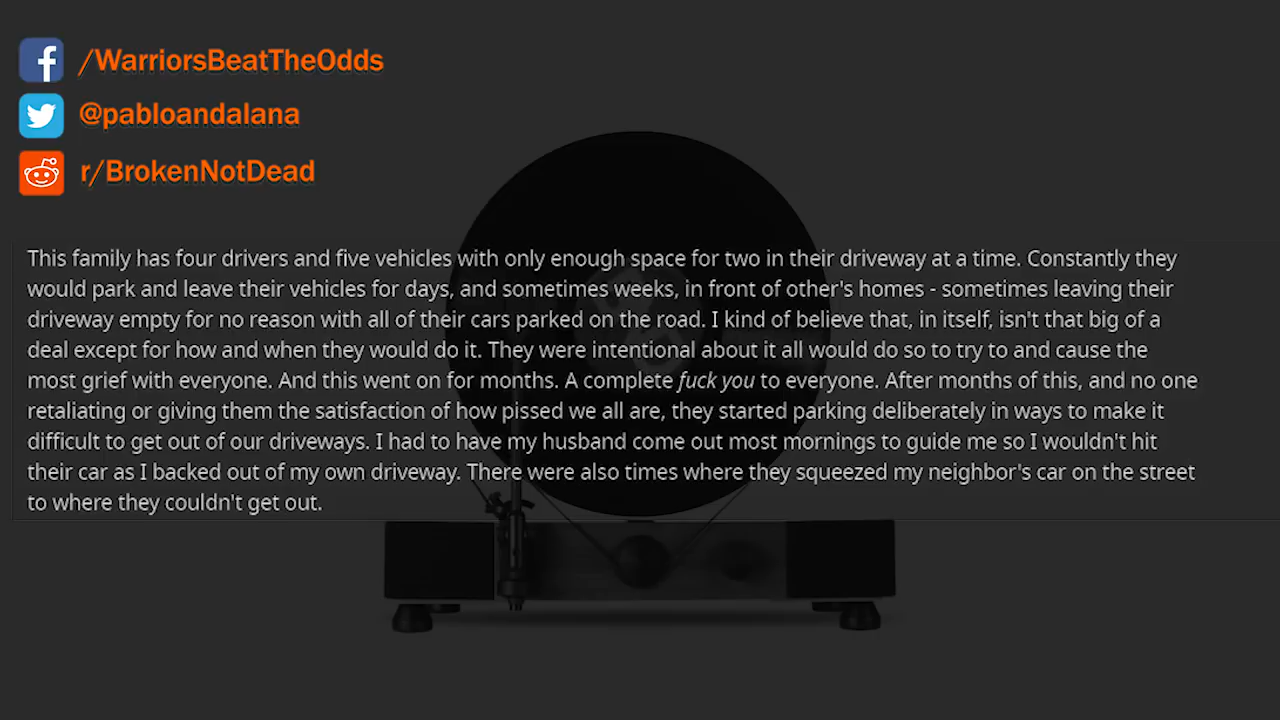 /WarriorsBeatTheOdds
@pabloandalana
r/BrokenNotDead
This family has four drivers and five vehicles with only enough space for two in their driveway at a time. Constantly they
would park and leave their vehicles for days, and sometimes weeks, in front of other's homes - sometimes leaving their
driveway empty for no reason with all of their cars parked on the road. I kind of believe that, in itself, isn't that big of a
deal except for how and when they would do it. They were intentional about it all would do so to try to and cause the
most grief with everyone. And this went on for months. A complete fuck you to everyone. After months of this, and no one
retaliating or giving them the satisfaction of how pissed we all are, they started parking deliberately in ways to make it
difficult to get out of our driveways. I had to have my husband come out most mornings to guide me so I wouldn't hit
their car as I backed out of my own driveway. There were also times where they squeezed my neighbor's car on the street
to where they couldn't get out.